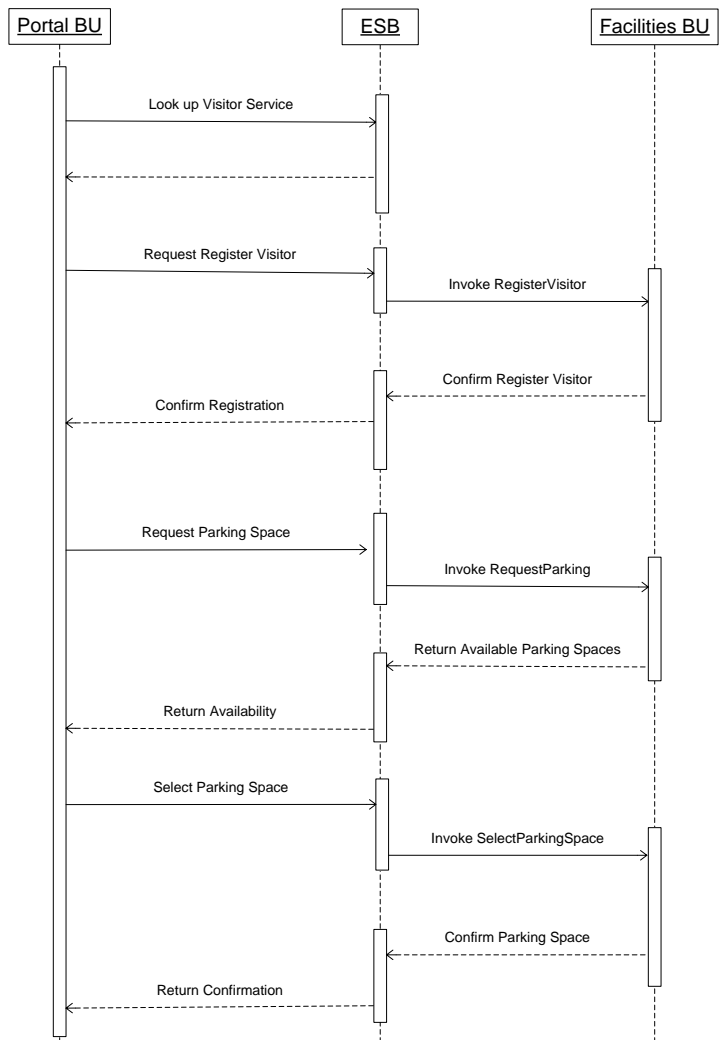 Portal BU
ESB
Facilities BU
Look up Visitor Service
Request Register Visitor
Invoke RegisterVisitor
Confirm Register Visitor
Confirm Registration
Request Parking Space
Invoke RequestParking
Return Available Parking Spaces
Return Availability
Select Parking Space
Invoke SelectParkingSpace
Confirm Parking Space
Return Confirmation